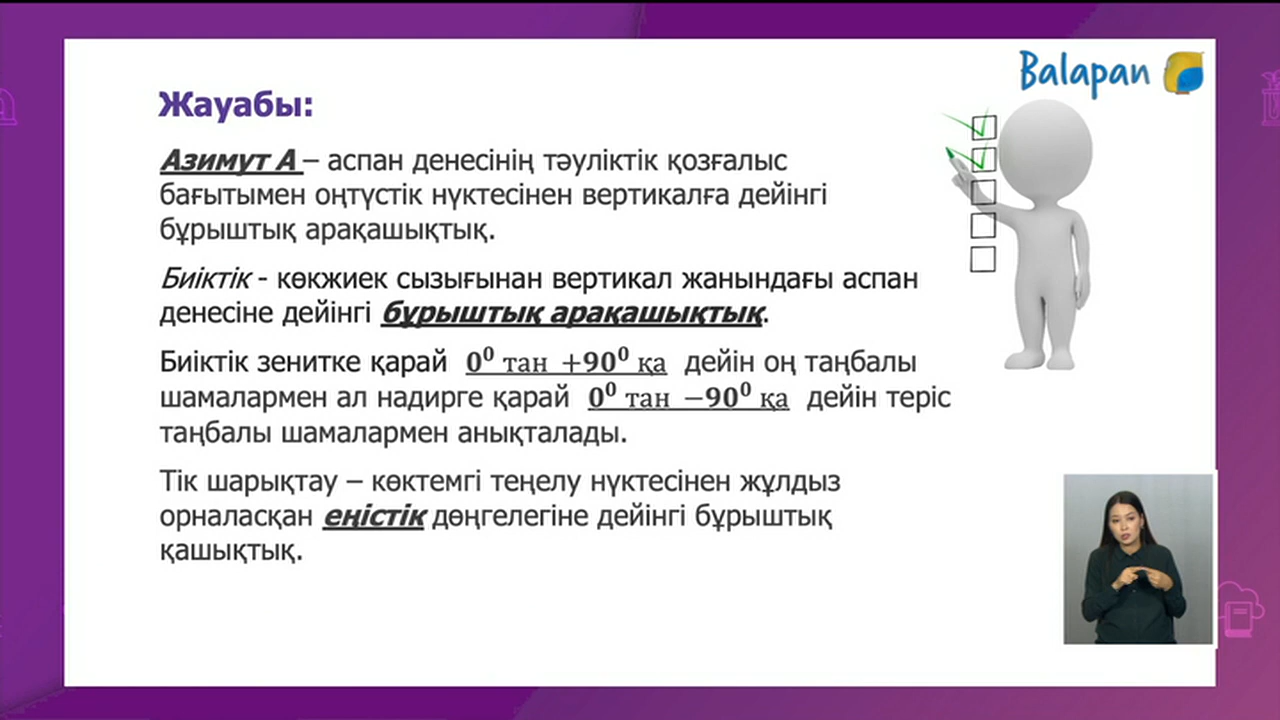 Balapan
Жауабы:
Азимут А – аспан денесінің тәуліктік қозғалыс
бағытымен оңтүстік нүктесінен вертикалға дейінгі
бұрыштық арақашықтық.
Биіктік - көкжиек сызығынан вертикал жанындағы аспан
денесіне дейінгі бұрыштық арақашықтық.
Биіктік зенитке қарай 0⁰ тан +90⁰ қа дейін оң таңбалы
шамалармен ал надирге қарай 0⁰ тан −90⁰ қа дейін теріс
таңбалы шамалармен анықталады.
Тік шарықтау – көктемгі теңелу нүктесінен жұлдыз
орналасқан еңістік дөңгелегіне дейінгі бұрыштық
қашықтық.